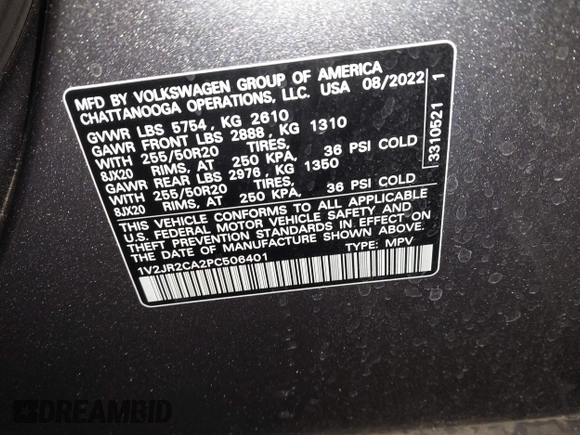 MFD BY VOLKSWAGEN GROUP OF AMERICA
CHATTANOOGA OPERATIONS, LLC. USA 08/2022
GVWR LBS 5754, KG 2610
GAWR FRONT LBS 2888, KG 1310
WITH 255/50R20 TIRES,
8JX20 RIMS, AT 250 KPA, 36 PSI COLD
GAWR REAR LBS 2976, KG 1350
WITH 255/50R20 TIRES,
8JX20 RIMS, AT 250 KPA, 36 PSI COLD
THIS VEHICLE CONFORMS TO ALL APPLICABLE
U.S. FEDERAL MOTOR VEHICLE SAFETY AND
THEFT PREVENTION STANDARDS IN EFFECT ON
THE DATE OF MANUFACTURE SHOWN ABOVE.
1V2JR2CA2PC506401 TYPE: MPV
3310521 1
DREAMBID